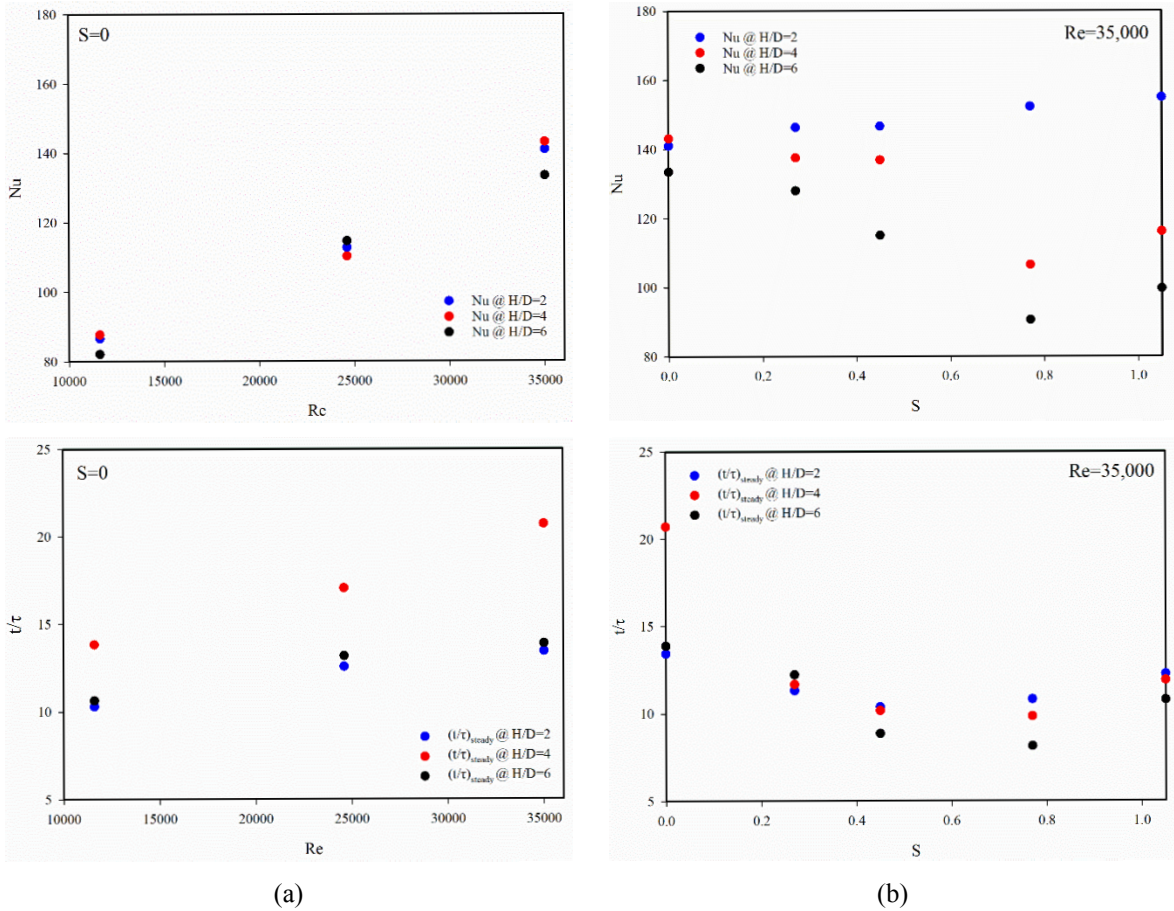 180
160
140
120
100
80
Nu
S=0
Nu @ H/D=2
Nu @ H/D=4
Nu @ H/D=6
10000 15000 20000 25000 30000 35000
Re
180
160
140
120
100
80
Nu
Nu @ H/D=2
Nu @ H/D=4
Nu @ H/D=6
Re=35,000
0.0 0.2 0.4 0.6 0.8 1.0
S
25
20
15
10
5
t/τ
S=0
(t/τ)steady @ H/D=2
(t/τ)steady @ H/D=4
(t/τ)steady @ H/D=6
10000 15000 20000 25000 30000 35000
Re
25
20
15
10
5
t/τ
(t/τ)steady @ H/D=2
(t/τ)steady @ H/D=4
(t/τ)steady @ H/D=6
Re=35,000
0.0 0.2 0.4 0.6 0.8 1.0
S
(a)
(b)